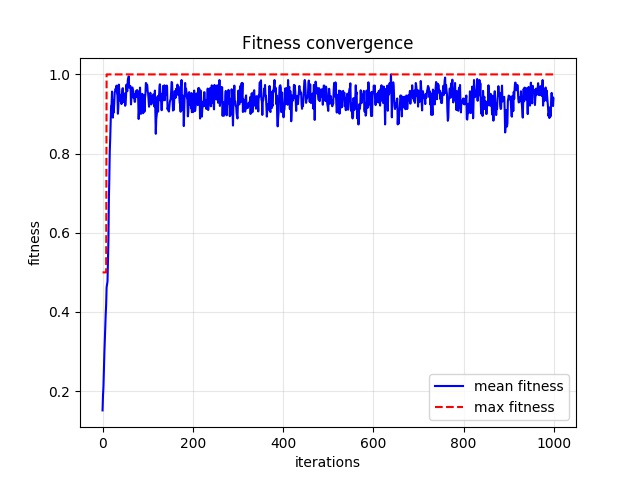 Fitness convergence
1.0
0.8
0.6
0.4
0.2
fitness
0 200 400 600 800 1000
iterations
mean fitness
max fitness